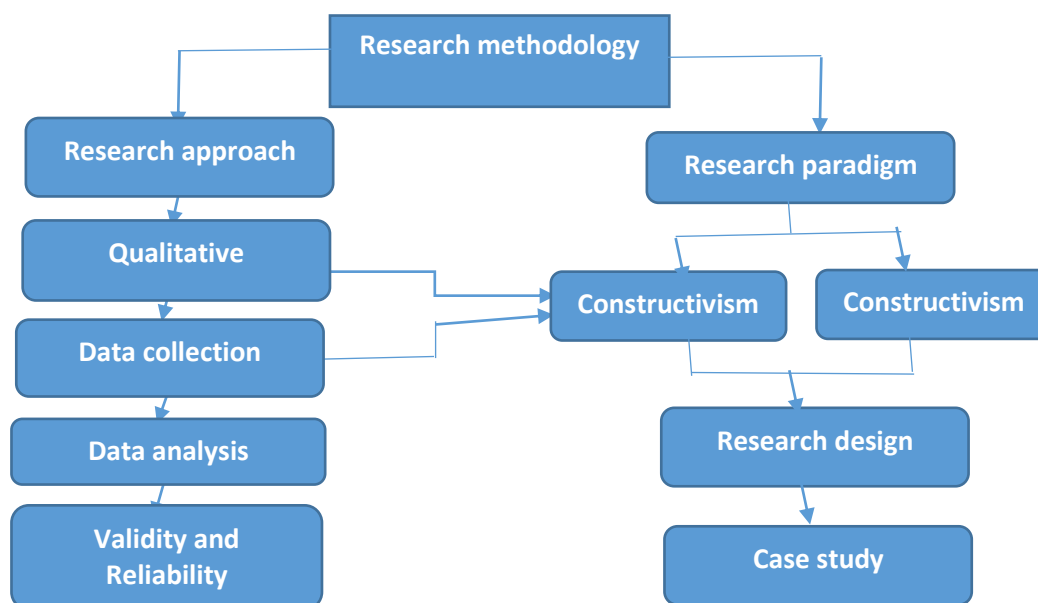 Research methodology
Research approach
Research paradigm
Qualitative
Constructivism
Constructivism
Data collection
Research design
Data analysis
Validity and
Reliability
Case study